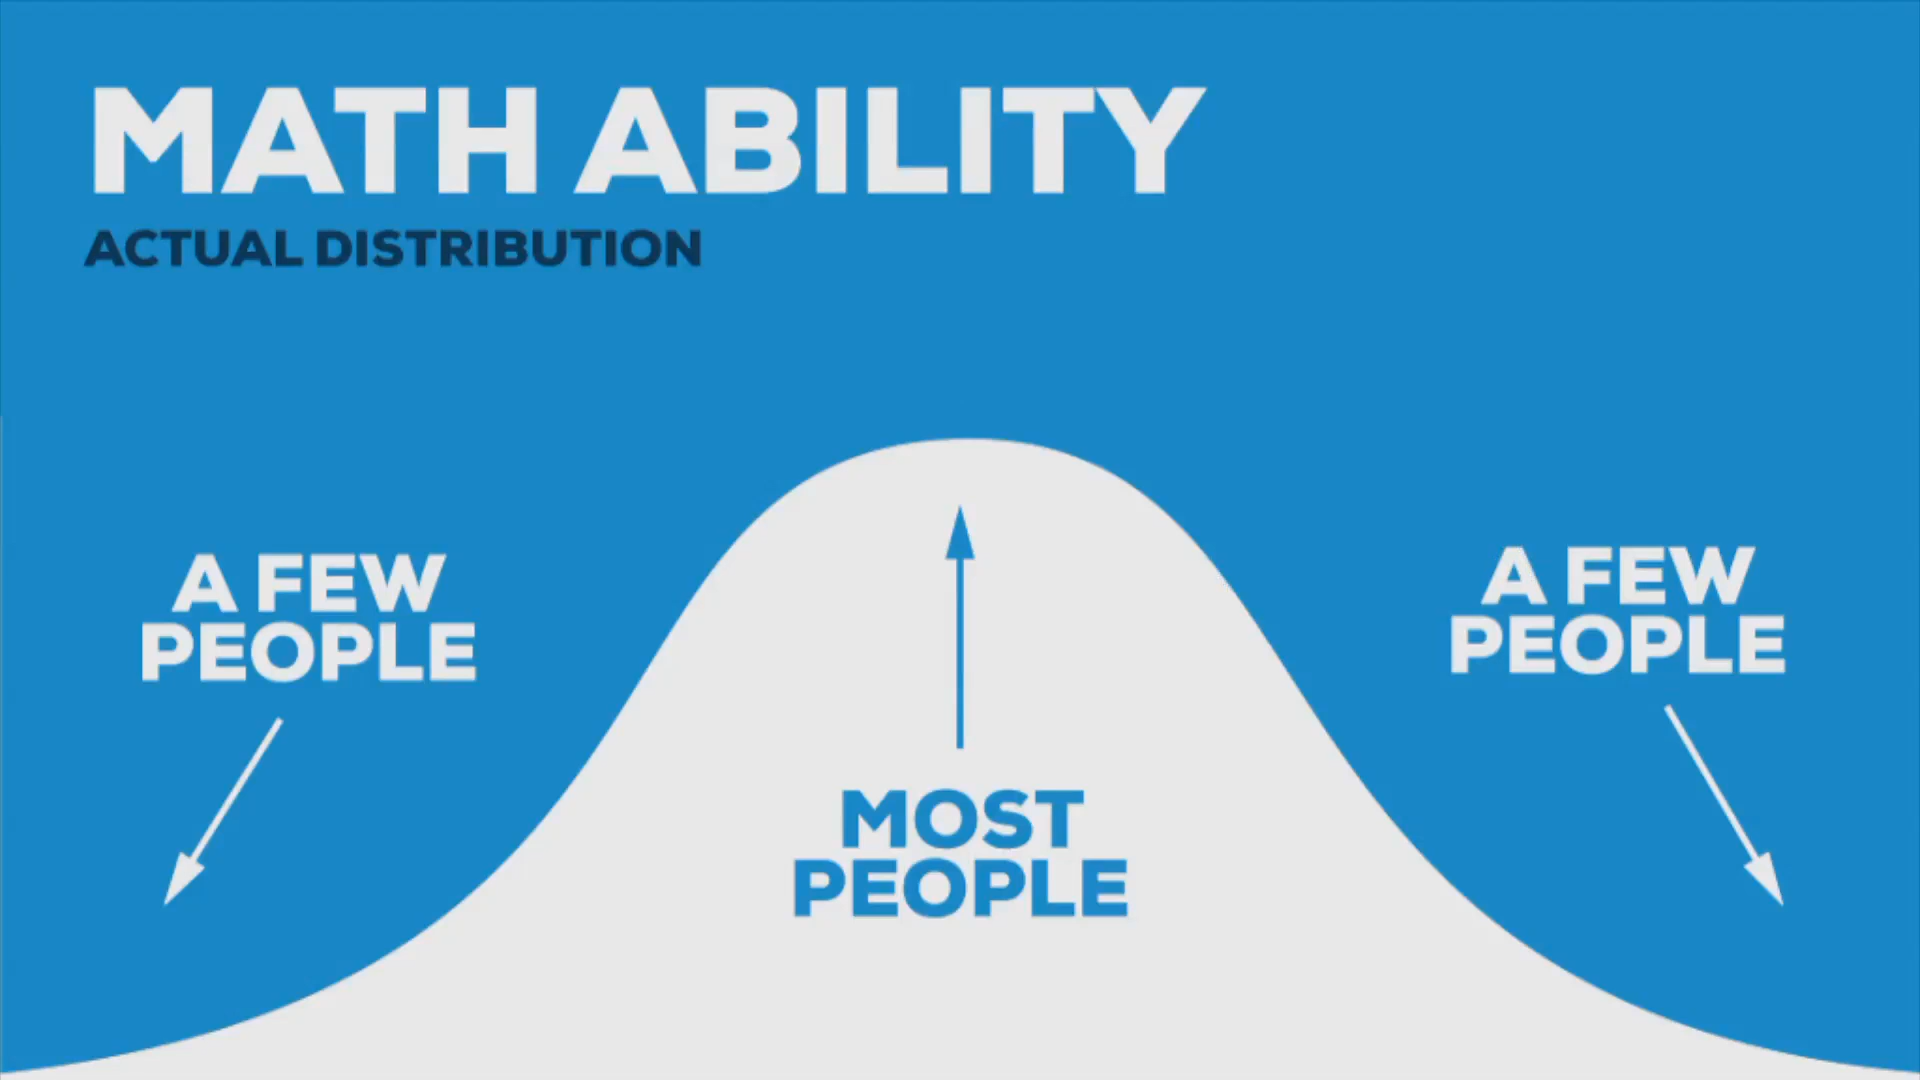 MATH ABILITY
ACTUAL DISTRIBUTION
A FEW
PEOPLE
MOST
PEOPLE
A FEW
PEOPLE